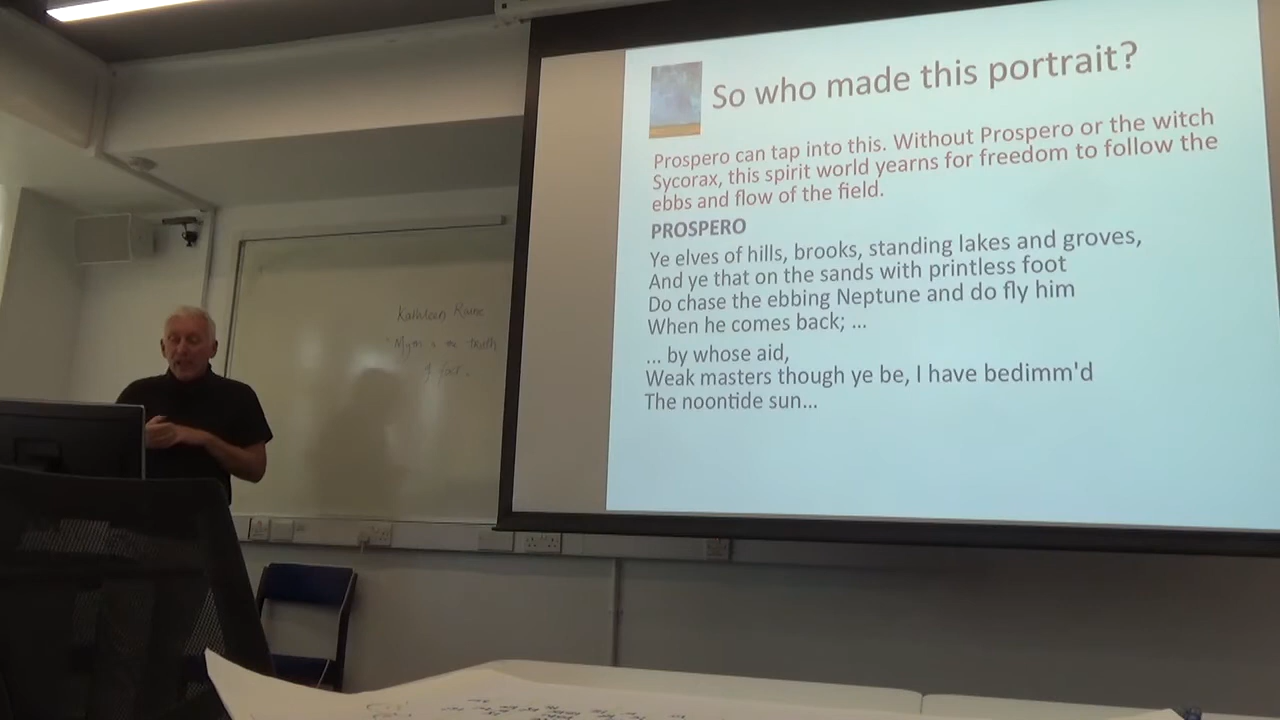 So who made this portrait?
Prospero can tap into this. Without Prospero or the witch
Sycorax, this spirit world yearns for freedom to follow the
ebbs and flow of the field.
PROSPERO
Ye elves of hills, brooks, standing lakes and groves,
And ye that on the sands with printless foot
Do chase the ebbing Neptune and do fly him
When he comes back; ...
... by whose aid,
Weak masters though ye be, I have bedimm'd
The noontide sun...
Kathleen Raine
truth